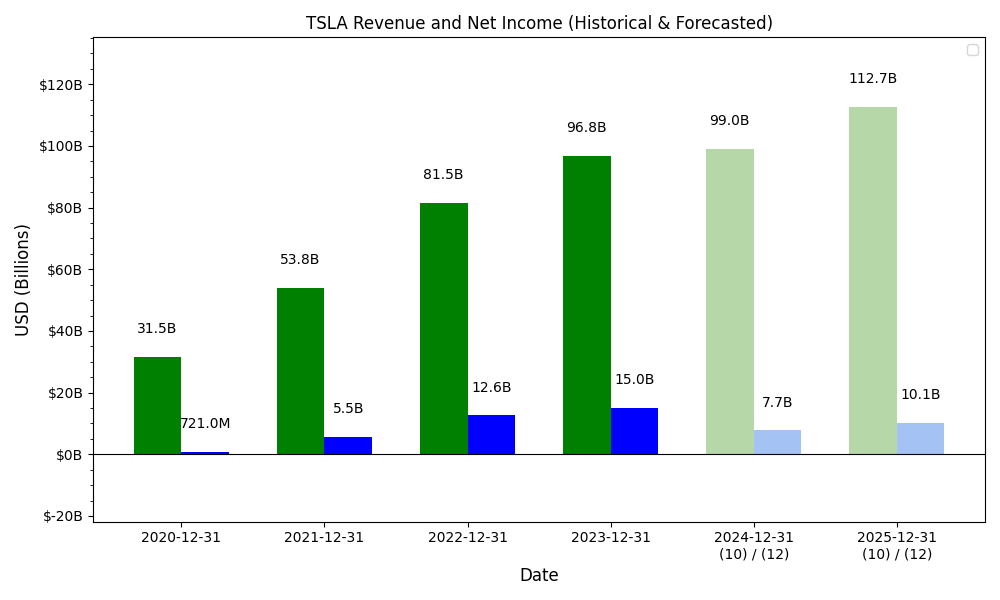 TSLA Revenue and Net Income (Historical & Forecasted)
USD (Billions)
$120B
$100B
$80B
$60B
$40B
$20B
$0B
$-20B
31.5B
721.0M
53.8B
5.5B
81.5B
12.6B
96.8B
15.0B
99.0B
7.7B
112.7B
10.1B
2020-12-31
2021-12-31
2022-12-31
2023-12-31
2024-12-31
(10) / (12)
2025-12-31
(10) / (12)
Date